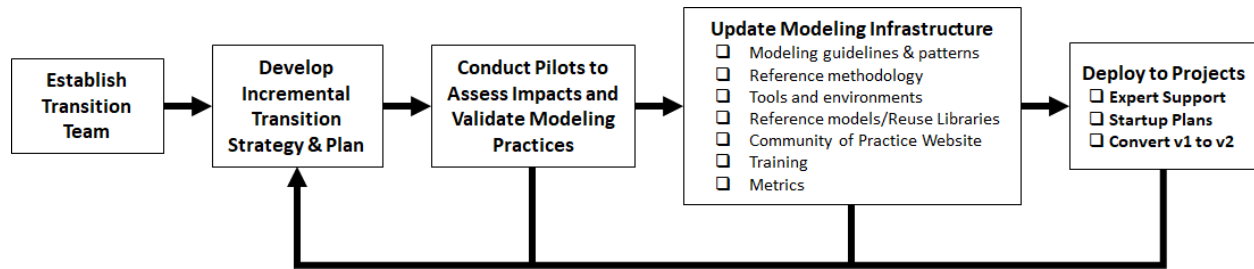 Establish
Transition
Team
Develop
Incremental
Transition
Strategy & Plan
Conduct Pilots to
Assess Impacts and
Validate Modeling
Practices
Update Modeling Infrastructure
❑ Modeling guidelines & patterns
❑ Reference methodology
❑ Tools and environments
❑ Reference models/Reuse Libraries
❑ Community of Practice Website
❑ Training
❑ Metrics
Deploy to Projects
❑ Expert Support
❑ Startup Plans
❑ Convert v1 to v2